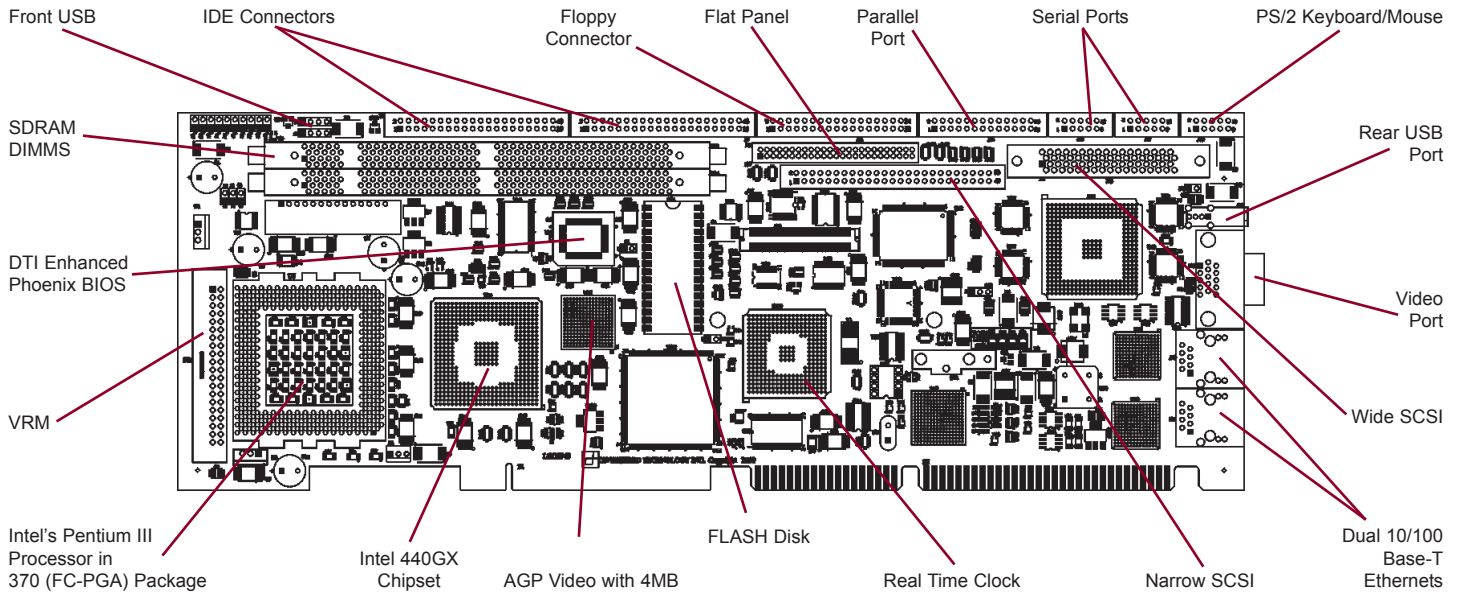 Front USB
IDE Connectors
Floppy
Connector
Flat Panel
Parallel
Port
Serial Ports
PS/2 Keyboard/Mouse
SDRAM
DIMMS
Rear USB
Port
DTI Enhanced
Phoenix BIOS
Video
Port
VRM
Wide SCSI
Intel's Pentium III
Processor in
370 (FC-PGA) Package
Intel 440GX
Chipset
AGP Video with 4MB
FLASH Disk
Real Time Clock
Narrow SCSI
Dual 10/100
Base-T
Ethernets